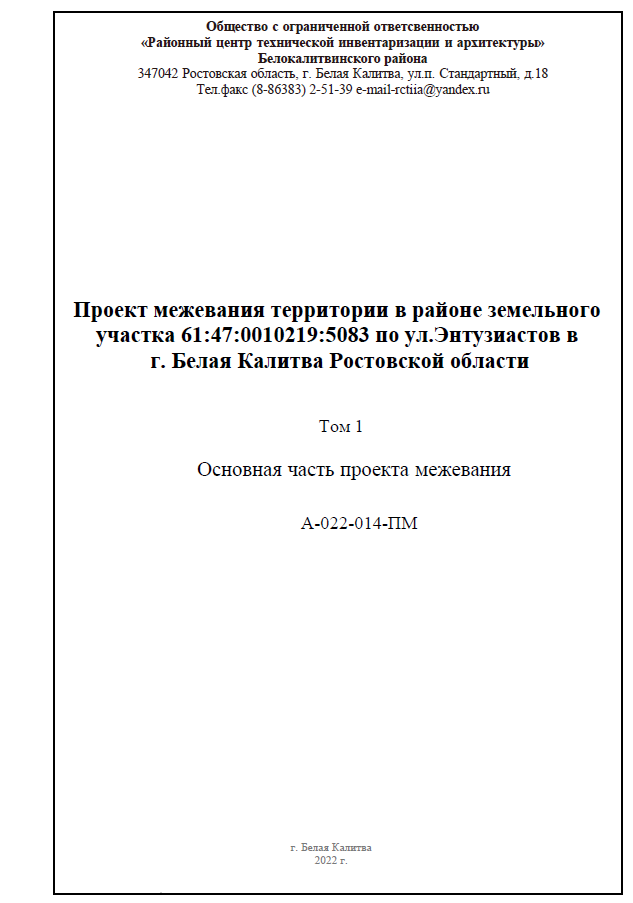 Общество с ограниченной ответсвенностью
«Районный центр технической инвентаризации и архитектуры»
Белокалитвинского района
347042 Ростовская область, г. Белая Калитва, ул.п. Стандартный, д.18
Тел.факс (8-86383) 2-51-39 e-mail-rctiia@yandex.ru
Проект межевания территории в районе земельного
участка 61:47:0010219:5083 по ул.Энтузиастов в
г. Белая Калитва Ростовской области
Том 1
Основная часть проекта межевания
А-022-014-ПМ
г. Белая Калитва
2022 г.